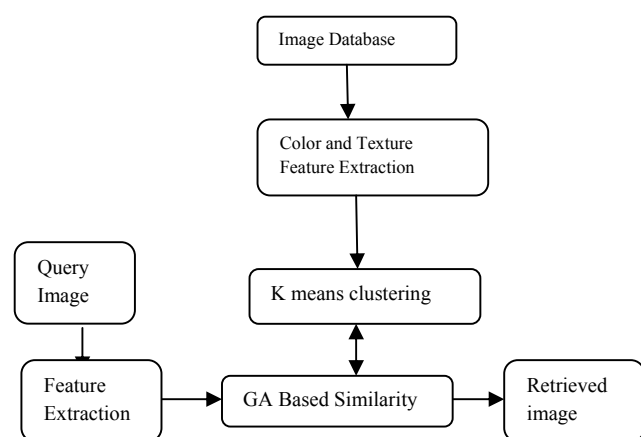 Image Database
Color and Texture
Feature Extraction
Query
Image
K means clustering
Feature
Extraction
GA Based Similarity
Retrieved
image